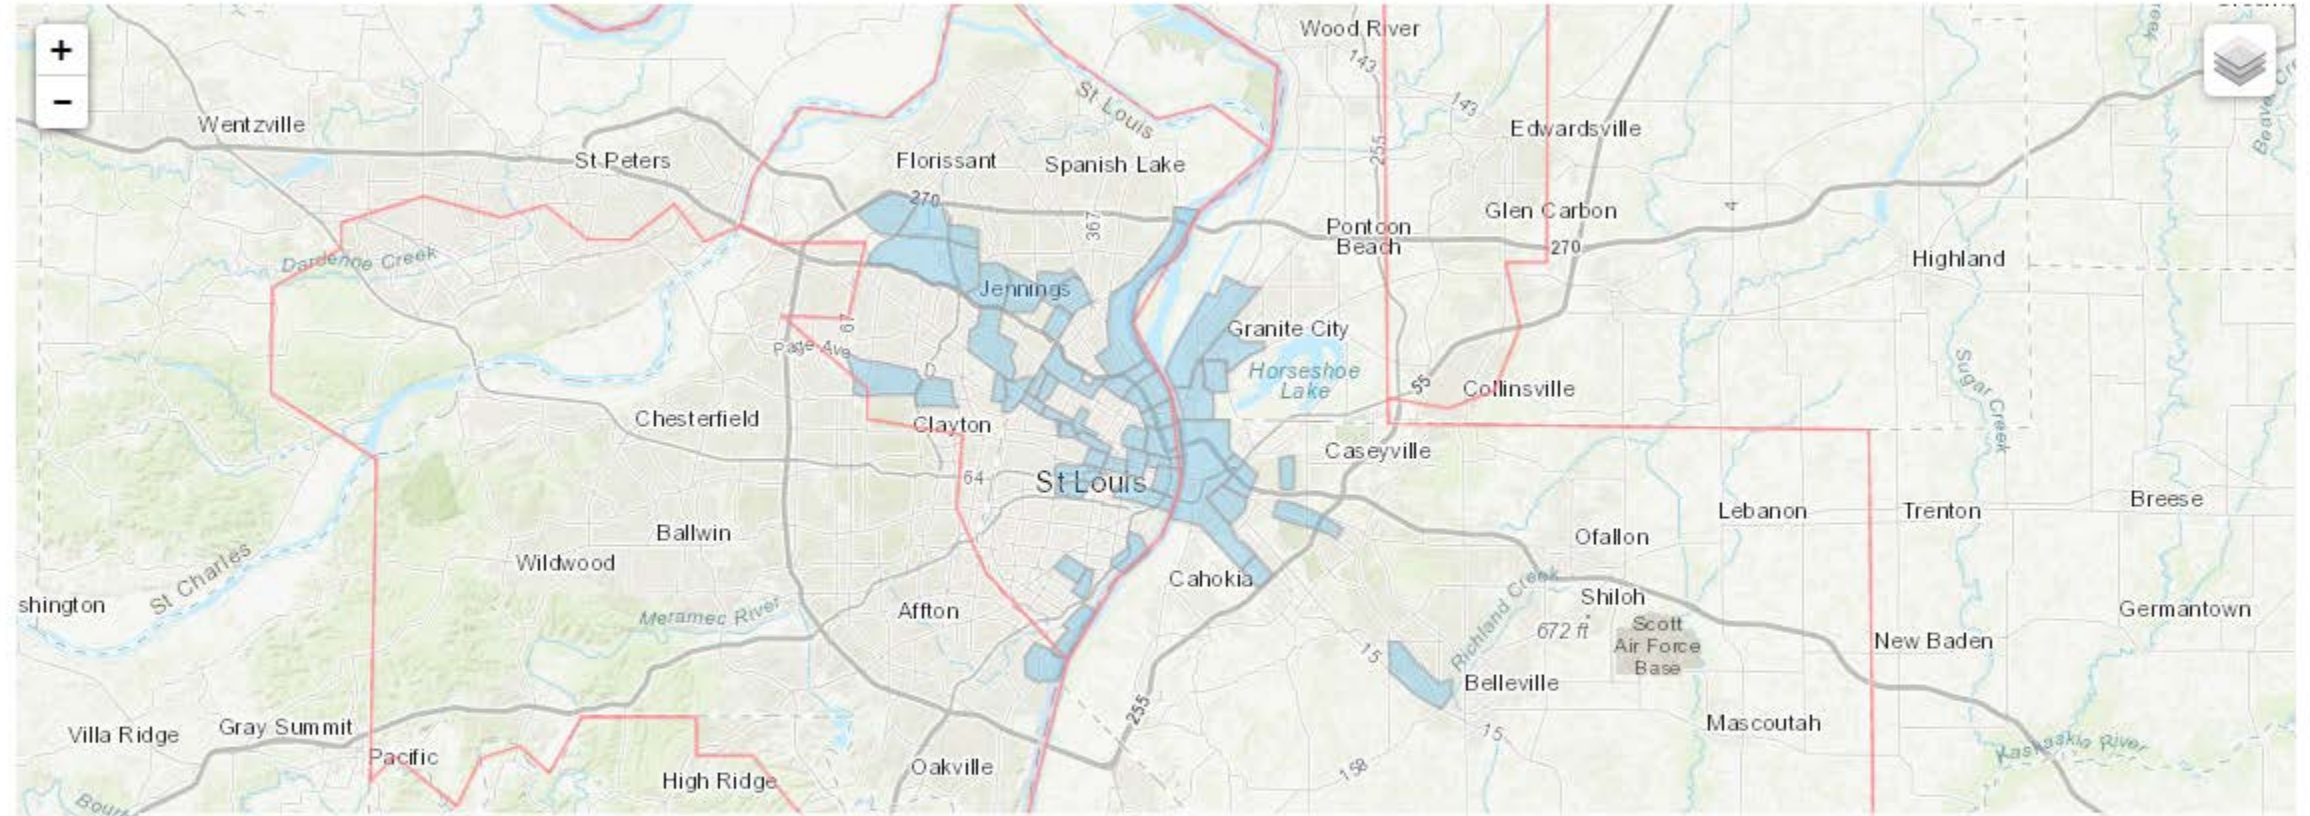 +
−
Wood River
143
143
Wentzville
St Louis
Edwardsville
St Peters
Florissant
Spanish Lake
255
270
367
Glen Carbon
4
Pontoon
Beach
270
Highland
Dardenne Creek
Jennings
67
Granite City
Page Ave
D
Horseshoe
Lake
55
Collinsville
Sugar Creek
Chesterfield
Clayton
Caseyville
64
St Louis
Lebanon
Trenton
Breese
Ballwin
Ofallon
Wildwood
St Charles
Cahokia
Richland Creek
shington
Affton
Meramec River
Shiloh
672 ft
Scott
Air Force
Base
Germantown
New Baden
15
Belleville
Villa Ridge
Gray Summit
255
Mascoutah
15
Kaskaskia River
Pacific
High Ridge
Oakville
158